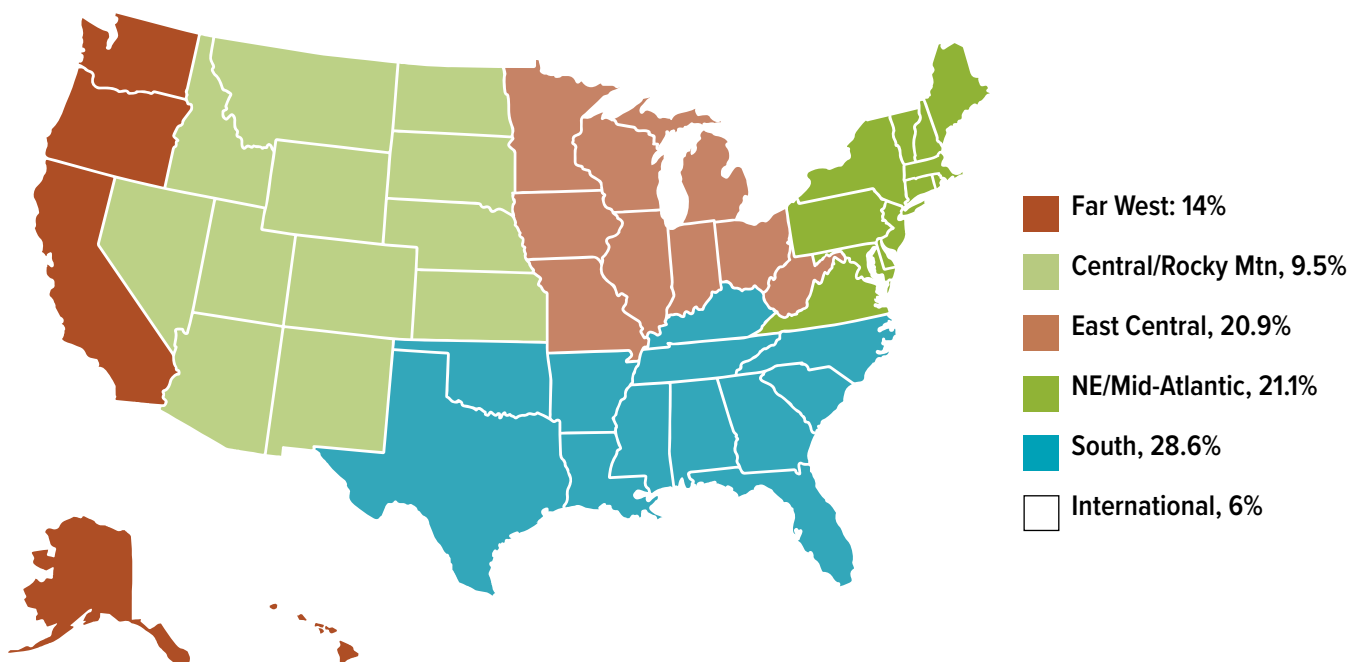 Far West: 14%
Central/Rocky Mtn, 9.5%
East Central, 20.9%
NE/Mid-Atlantic, 21.1%
South, 28.6%
International, 6%